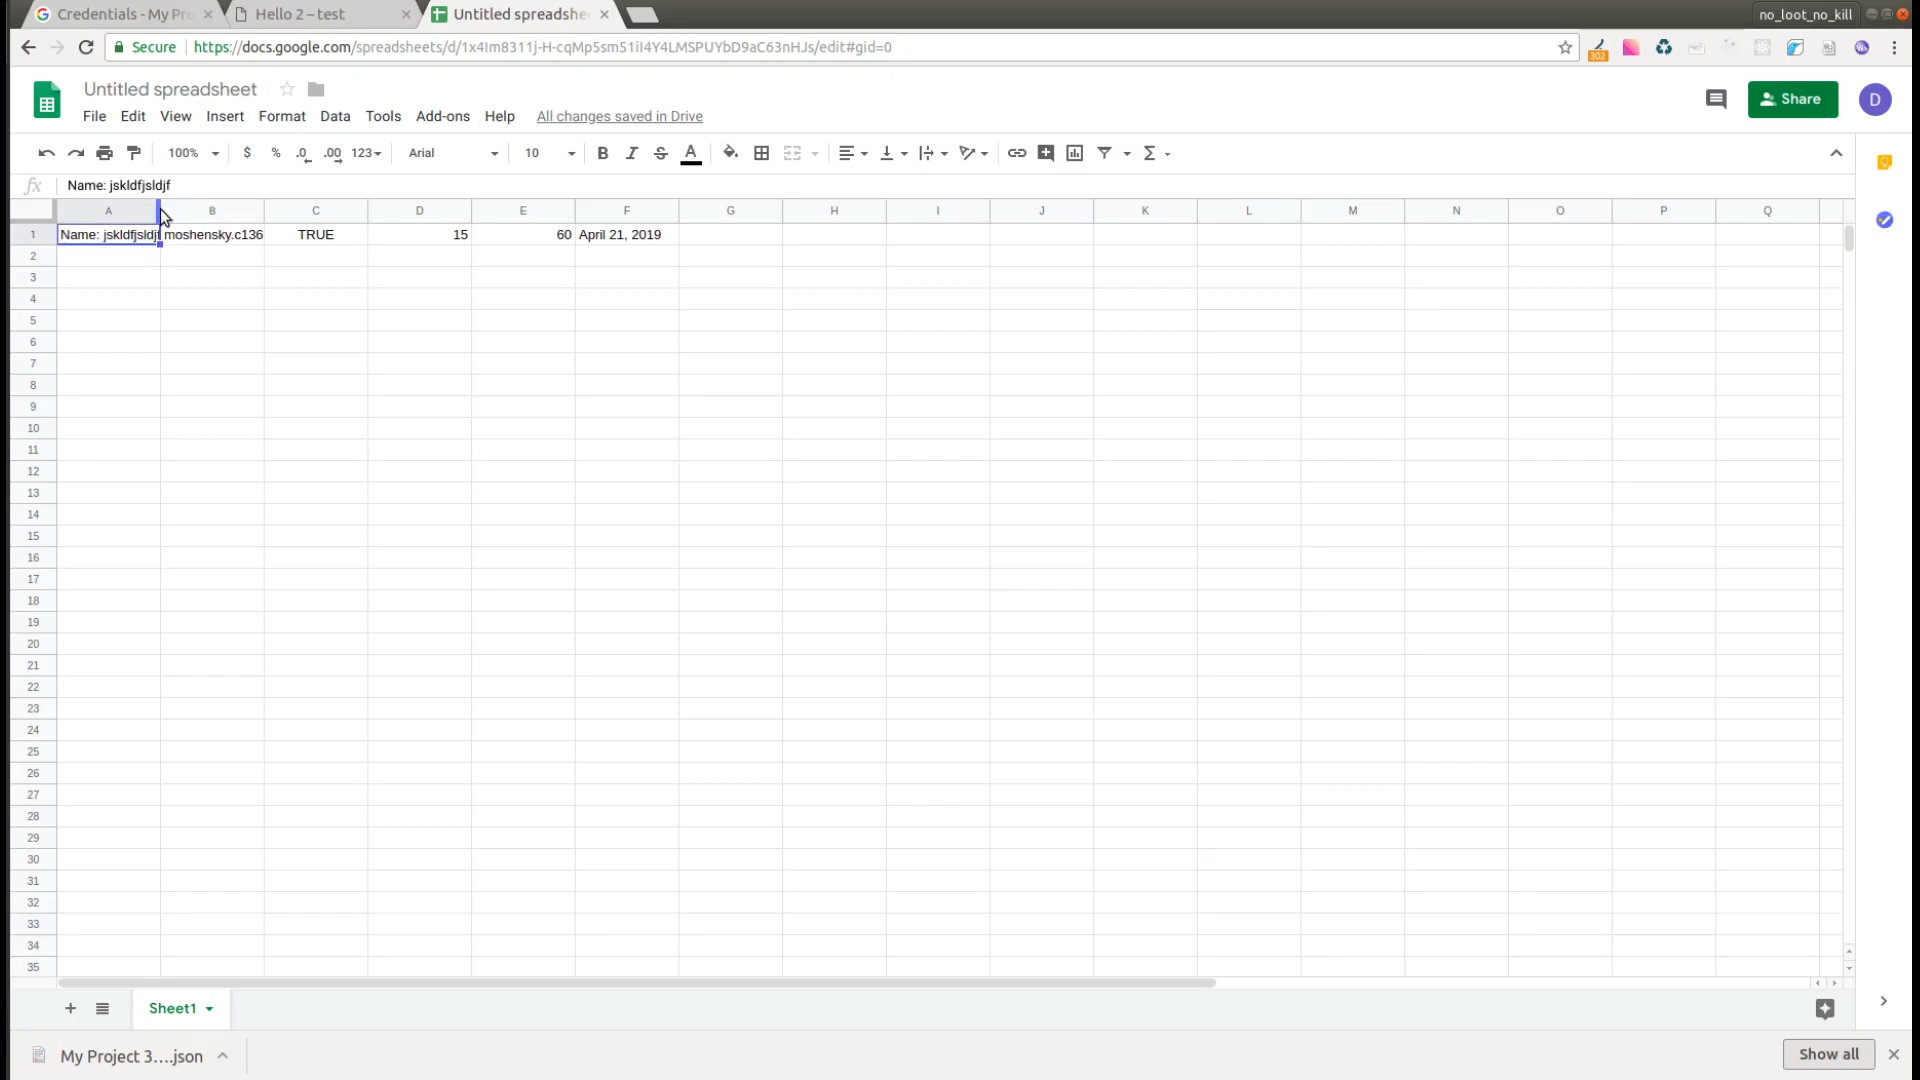 Credentials - My Pr
Hello 2 – test
Untitled spreadshe
no_loot_no_kill
Secure
https://docs.google.com/spreadsheets/d/1x4Im8311j-H-cqMp5sm51iI4Y4LMSPUYbD9aC63nHJs/edit#gid=0
302
Untitled spreadsheet
File Edit View Insert Format Data Tools Add-ons Help All changes saved in Drive
Share
D
100% $ % .0 .00 123 Arial 10 B I S A Σ
fx Name: jskldfjsldjf
A B C D E F G H I J K L M N O P Q
1 Name: jskldfjsldjf moshensky.c136 TRUE 15 60 April 21, 2019
2
3
4
5
6
7
8
9
10
11
12
13
14
15
16
17
18
19
20
21
22
23
24
25
26
27
28
29
30
31
32
33
34
35
+ Sheet1
My Project 3....json
Show all